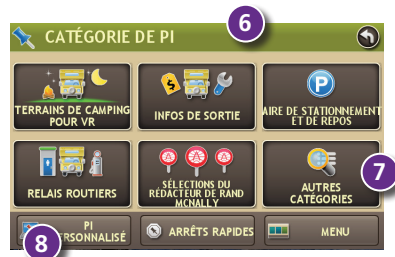 CATÉGORIE DE PI
6
TERRAINS DE CAMPING
POUR VR
INFOS DE SORTIE
P
AIRE DE STATIONNEMENT
ET DE REPOS
RELAIS ROUTIERS
SÉLECTIONS DU
RÉDACTEUR DE RAND
MCNALLY
AUTRES
CATÉGORIES
7
PI
8
ARRÊTS RAPIDES
MENU